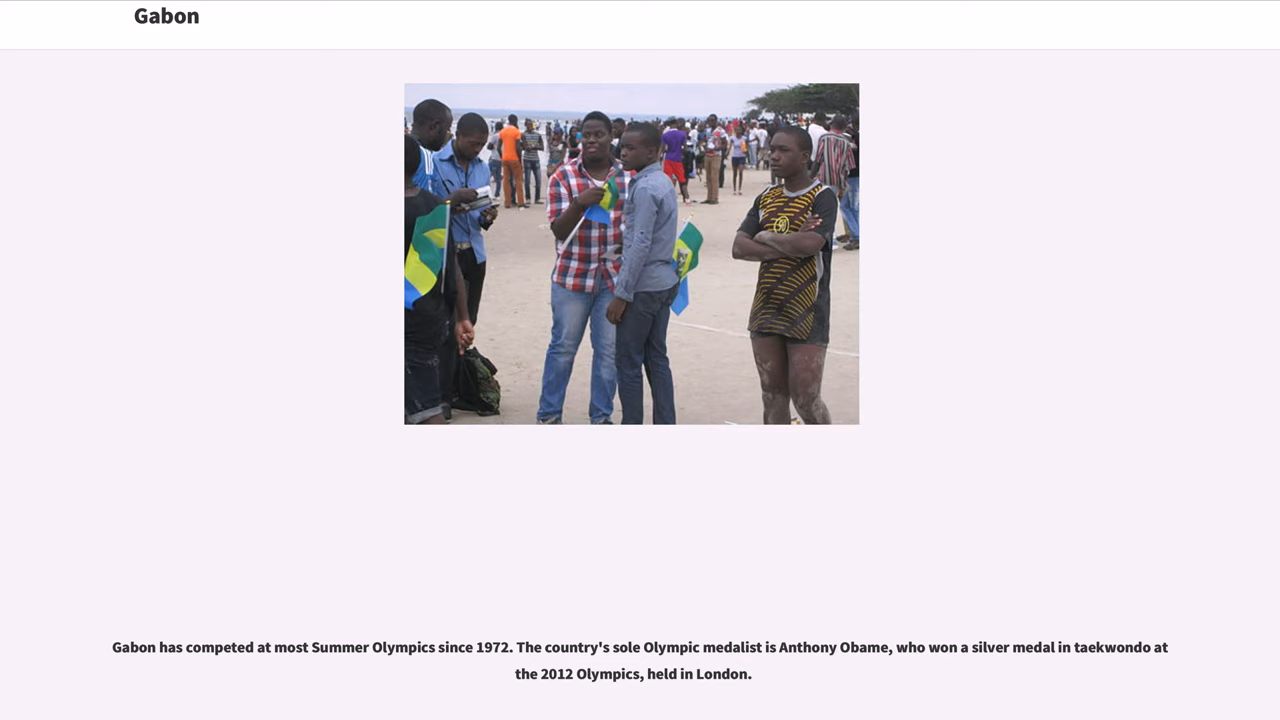 Gabon
Gabon has competed at most Summer Olympics since 1972. The country's sole Olympic medalist is Anthony Obame, who won a silver medal in taekwondo at
the 2012 Olympics, held in London.